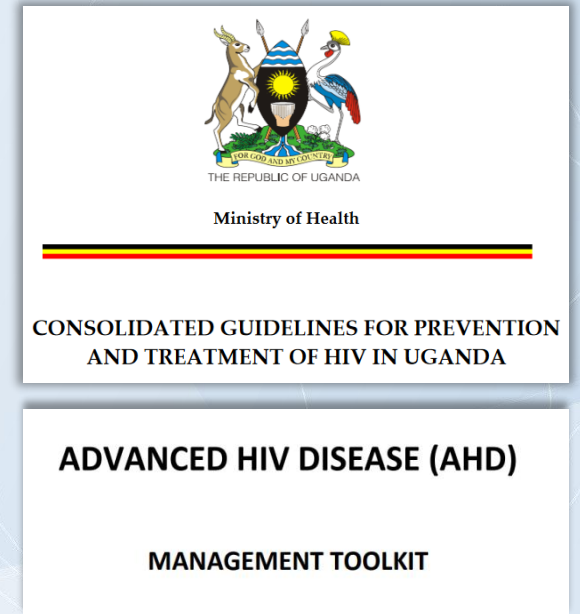 FOR GOD AND MY COUNTRY
THE REPUBLIC OF UGANDA
Ministry of Health
CONSOLIDATED GUIDELINES FOR PREVENTION
AND TREATMENT OF HIV IN UGANDA
ADVANCED HIV DISEASE (AHD)
MANAGEMENT TOOLKIT